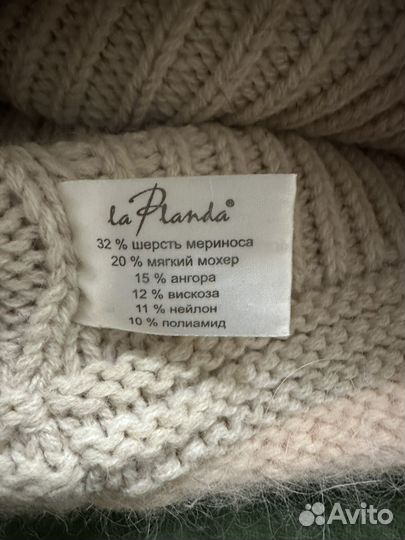 la Planda®
32 % шерсть мериноса
20 % мягкий мохер
15 % ангора
12 % вискоза
11 % нейлон
10 % полиамид
Avito